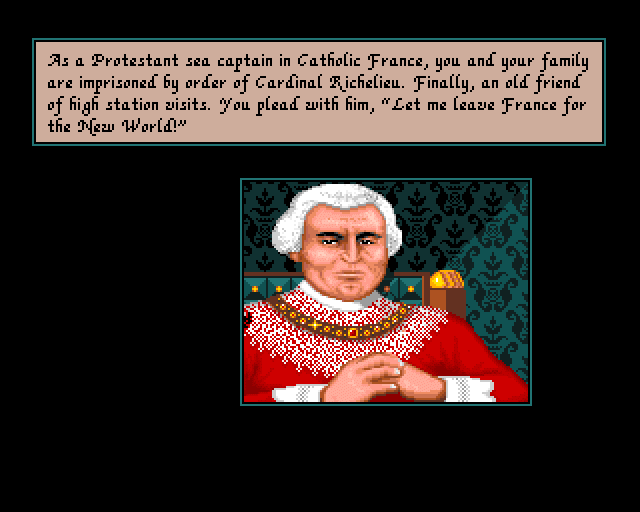 As a Protestant sea captain in Catholic France, you and your family
are imprisoned by order of Cardinal Richelieu. Finally, an old friend
of high station visits. You plead with him, "Let me leave France for
the New World!"